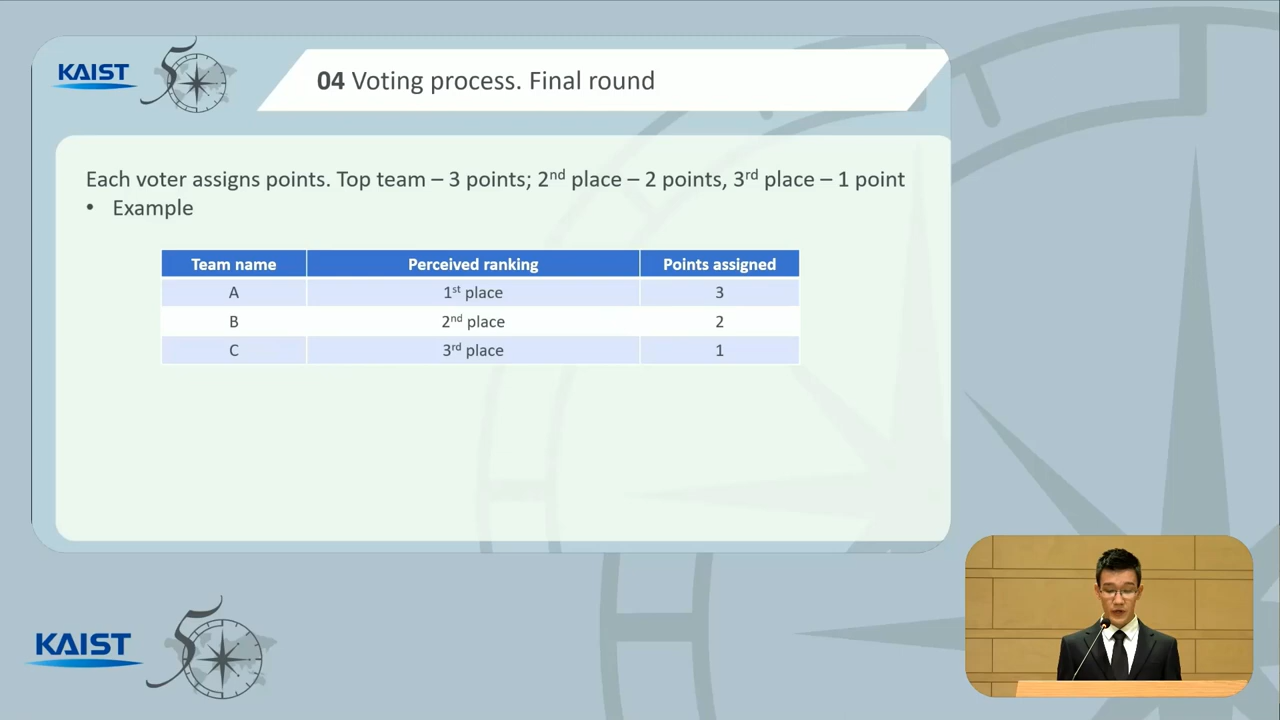 KAIST
50
04 Voting process. Final round
Each voter assigns points. Top team – 3 points; 2nd place – 2 points, 3rd place – 1 point
• Example
Team name Perceived ranking Points assigned
A 1st place 3
B 2nd place 2
C 3rd place 1
KAIST
50